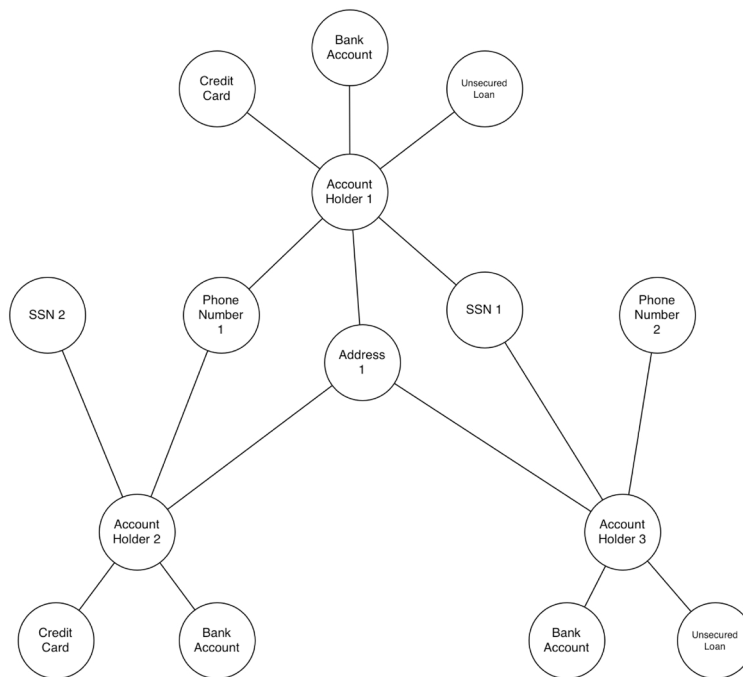 Bank
Account
Credit
Card
Unsecured
Loan
Account
Holder 1
SSN 2
Phone
Number
1
SSN 1
Phone
Number
2
Address
1
Account
Holder 2
Account
Holder 3
Credit
Card
Bank
Account
Bank
Account
Unsecured
Loan